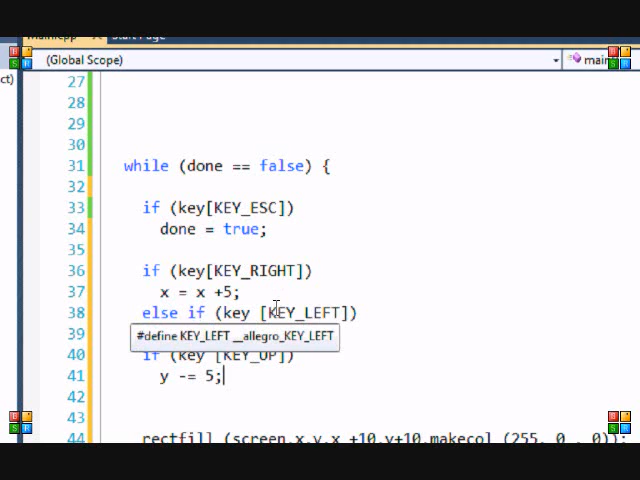 main.cpp Start Page
(Global Scope) main
ct)
27
28
29
30
31 while (done == false) {
32
33 if (key[KEY_ESC])
34 done = true;
35
36 if (key[KEY_RIGHT])
37 x = x +5;
38 else if (key [KEY_LEFT])
39 #define KEY_LEFT __allegro_KEY_LEFT
40 if (key [KEY_UP])
41 y -= 5;
42
43
44 rectfill (screen,x,y,x +10,y+10,makecol (255, 0 , 0));